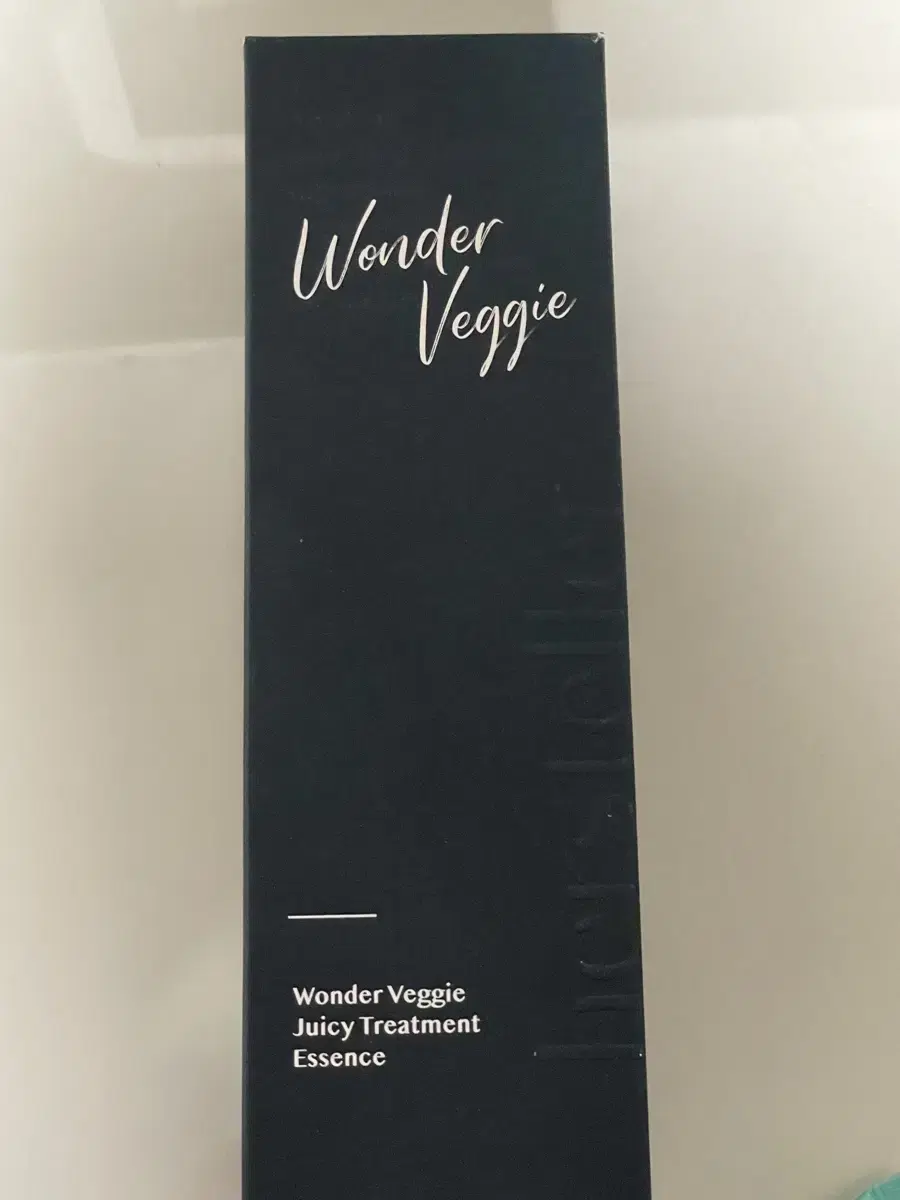 Wonder
Veggie
Wonder Veggie
Juicy Treatment
Essence